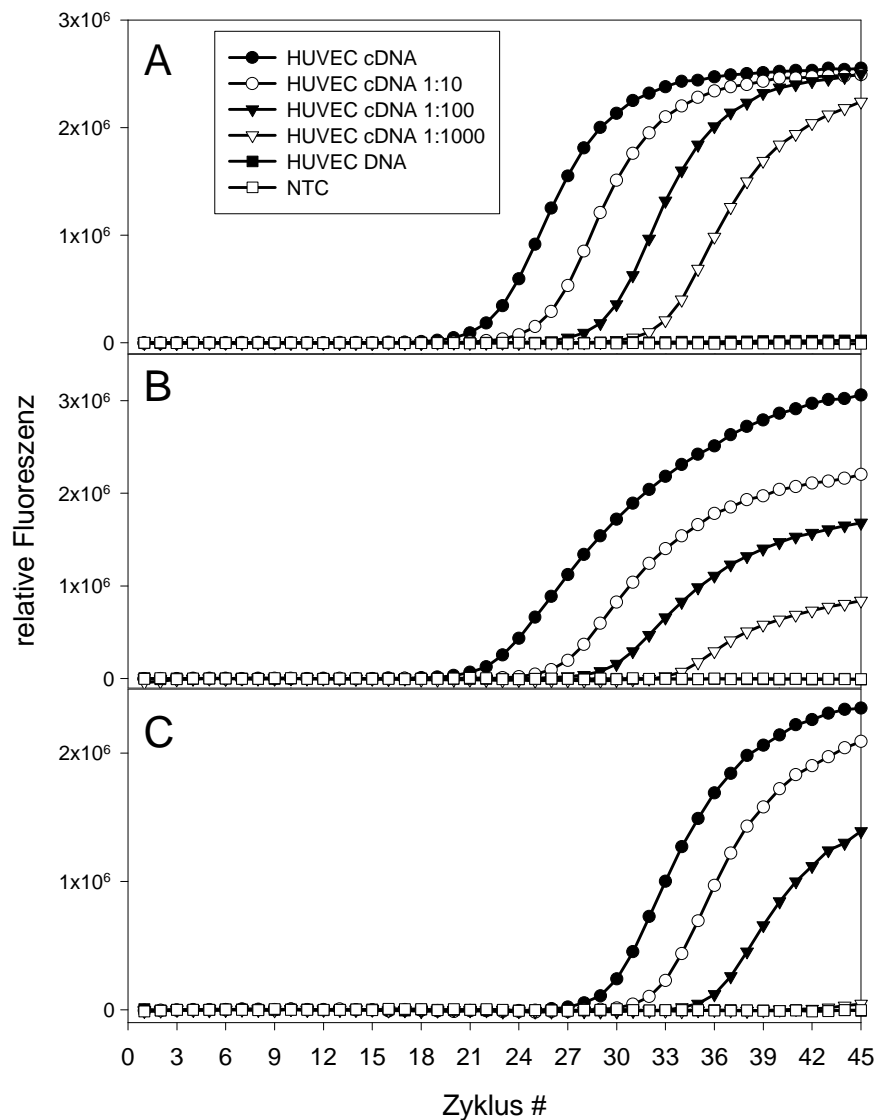 A
HUVEC cDNA
HUVEC cDNA 1:10
HUVEC cDNA 1:100
HUVEC cDNA 1:1000
HUVEC DNA
NTC
3x10⁶
2x10⁶
1x10⁶
0
B
3x10⁶
2x10⁶
1x10⁶
0
relative Fluoreszenz
C
2x10⁶
1x10⁶
0
0 3 6 9 12 15 18 21 24 27 30 33 36 39 42 45
Zyklus #